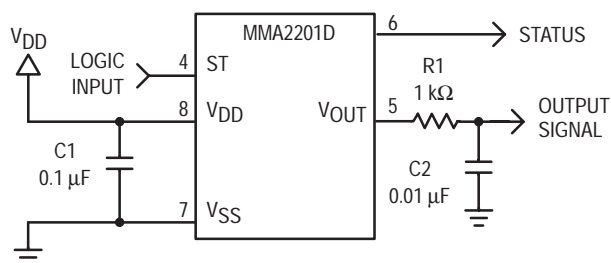 VDD
LOGIC
INPUT
4
ST
MMA2201D
6
STATUS
R1
1 kΩ
8
VDD
VOUT
5
OUTPUT
SIGNAL
C1
0.1 µF
C2
0.01 µF
7
VSS